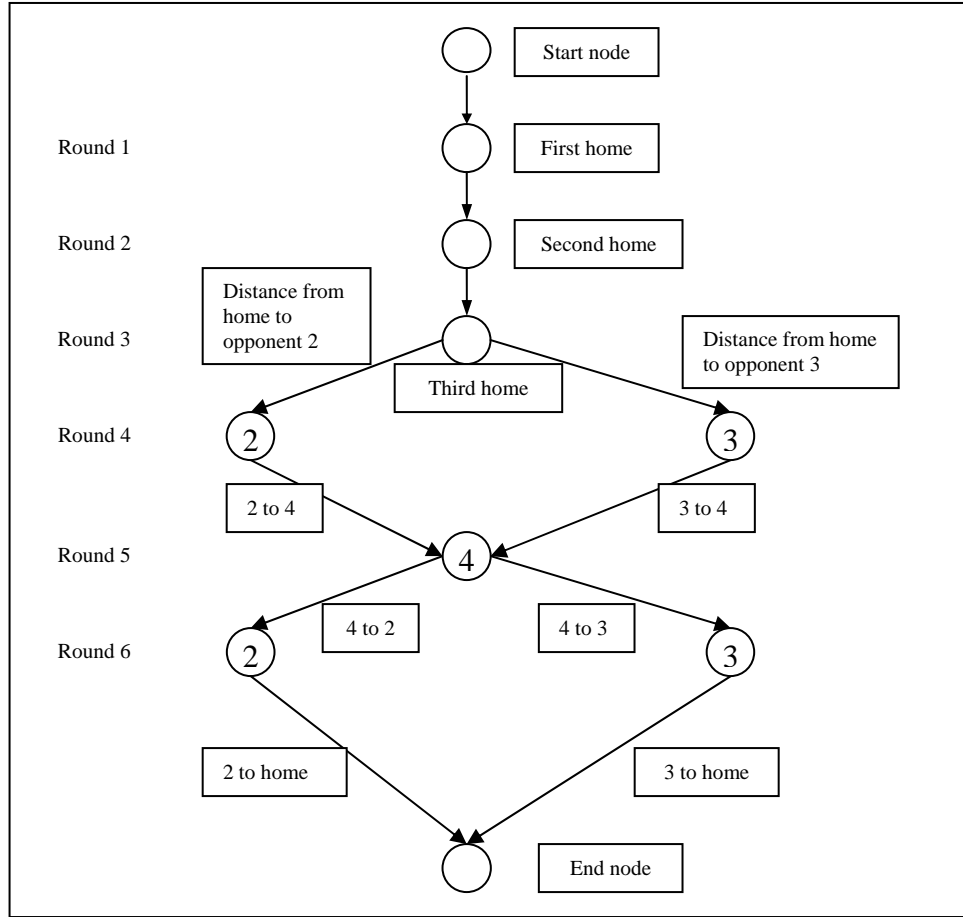 Start node
Round 1
First home
Round 2
Second home
Distance from
home to
opponent 2
Round 3
Distance from home
to opponent 3
Third home
Round 4
2
3
2 to 4
3 to 4
Round 5
4
4 to 2
4 to 3
Round 6
2
3
2 to home
3 to home
End node